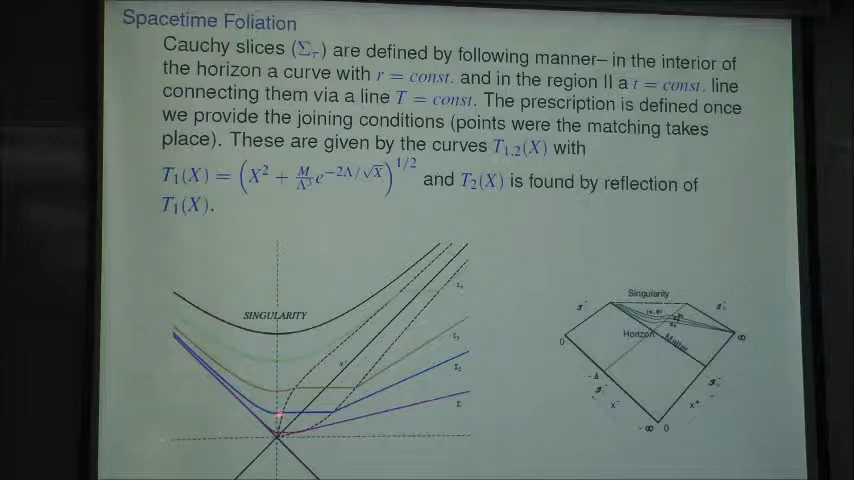 Spacetime Foliation
Cauchy slices (Σ_τ) are defined by following manner– in the interior of
the horizon a curve with r = const. and in the region II a t = const. line
connecting them via a line T = const. The prescription is defined once
we provide the joining conditions (points were the matching takes
place). These are given by the curves T_{1,2}(X) with
T_1(X) = (X^2 + M/Λ^3 e^{-2Λ/√X})^{1/2} and T_2(X) is found by reflection of
T_1(X).
SINGULARITY
Σ_3
Σ_2
Σ
Singularity
Horizon
Matter
0
∞
-Δ
x^-
x^+
-∞ 0